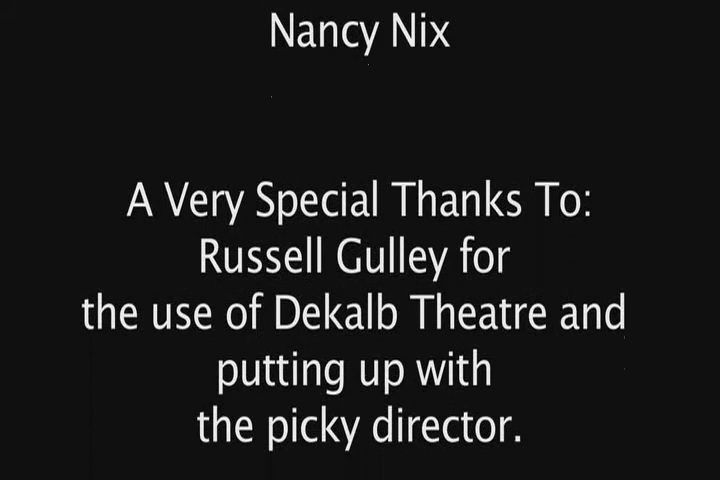 Nancy Nix
A Very Special Thanks To:
Russell Gulley for
the use of Dekalb Theatre and
putting up with
the picky director.